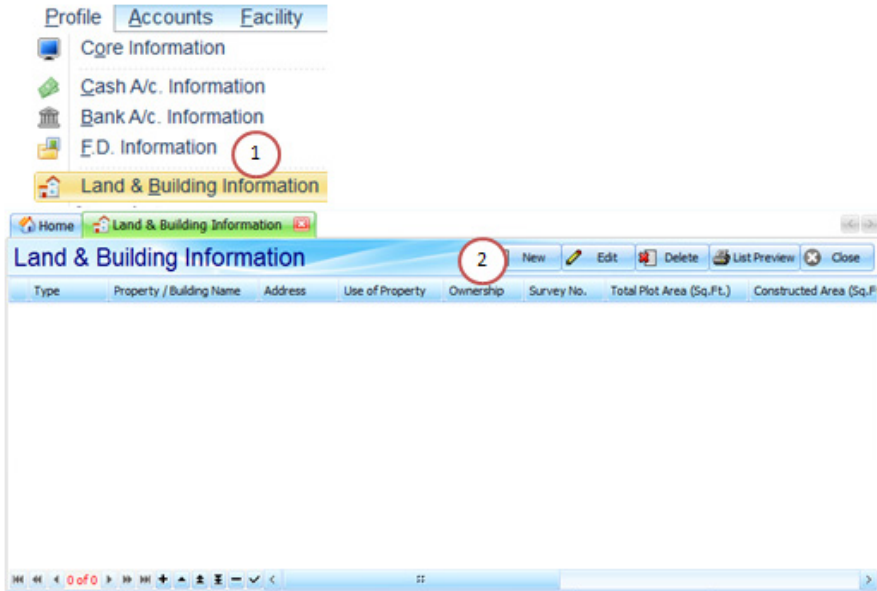 Profile Accounts Facility
Core Information
Cash A/c. Information
Bank A/c. Information
F.D. Information
1
Land & Building Information
Home Land & Building Information
Land & Building Information 2 New Edit Delete List Preview Close
Type Property / Building Name Address Use of Property Ownership Survey No. Total Plot Area (Sq.Ft.) Constructed Area (Sq.F
0 of 0